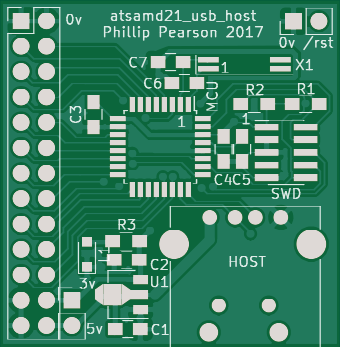 0v
atsamd21_usb_host
Phillip Pearson 2017
0v /rst
C7
X1
1
C6
MCU
R2 R1
C3
1
1
C4C5
SWD
R3
HOST
C2
3v
U1
5v
C1